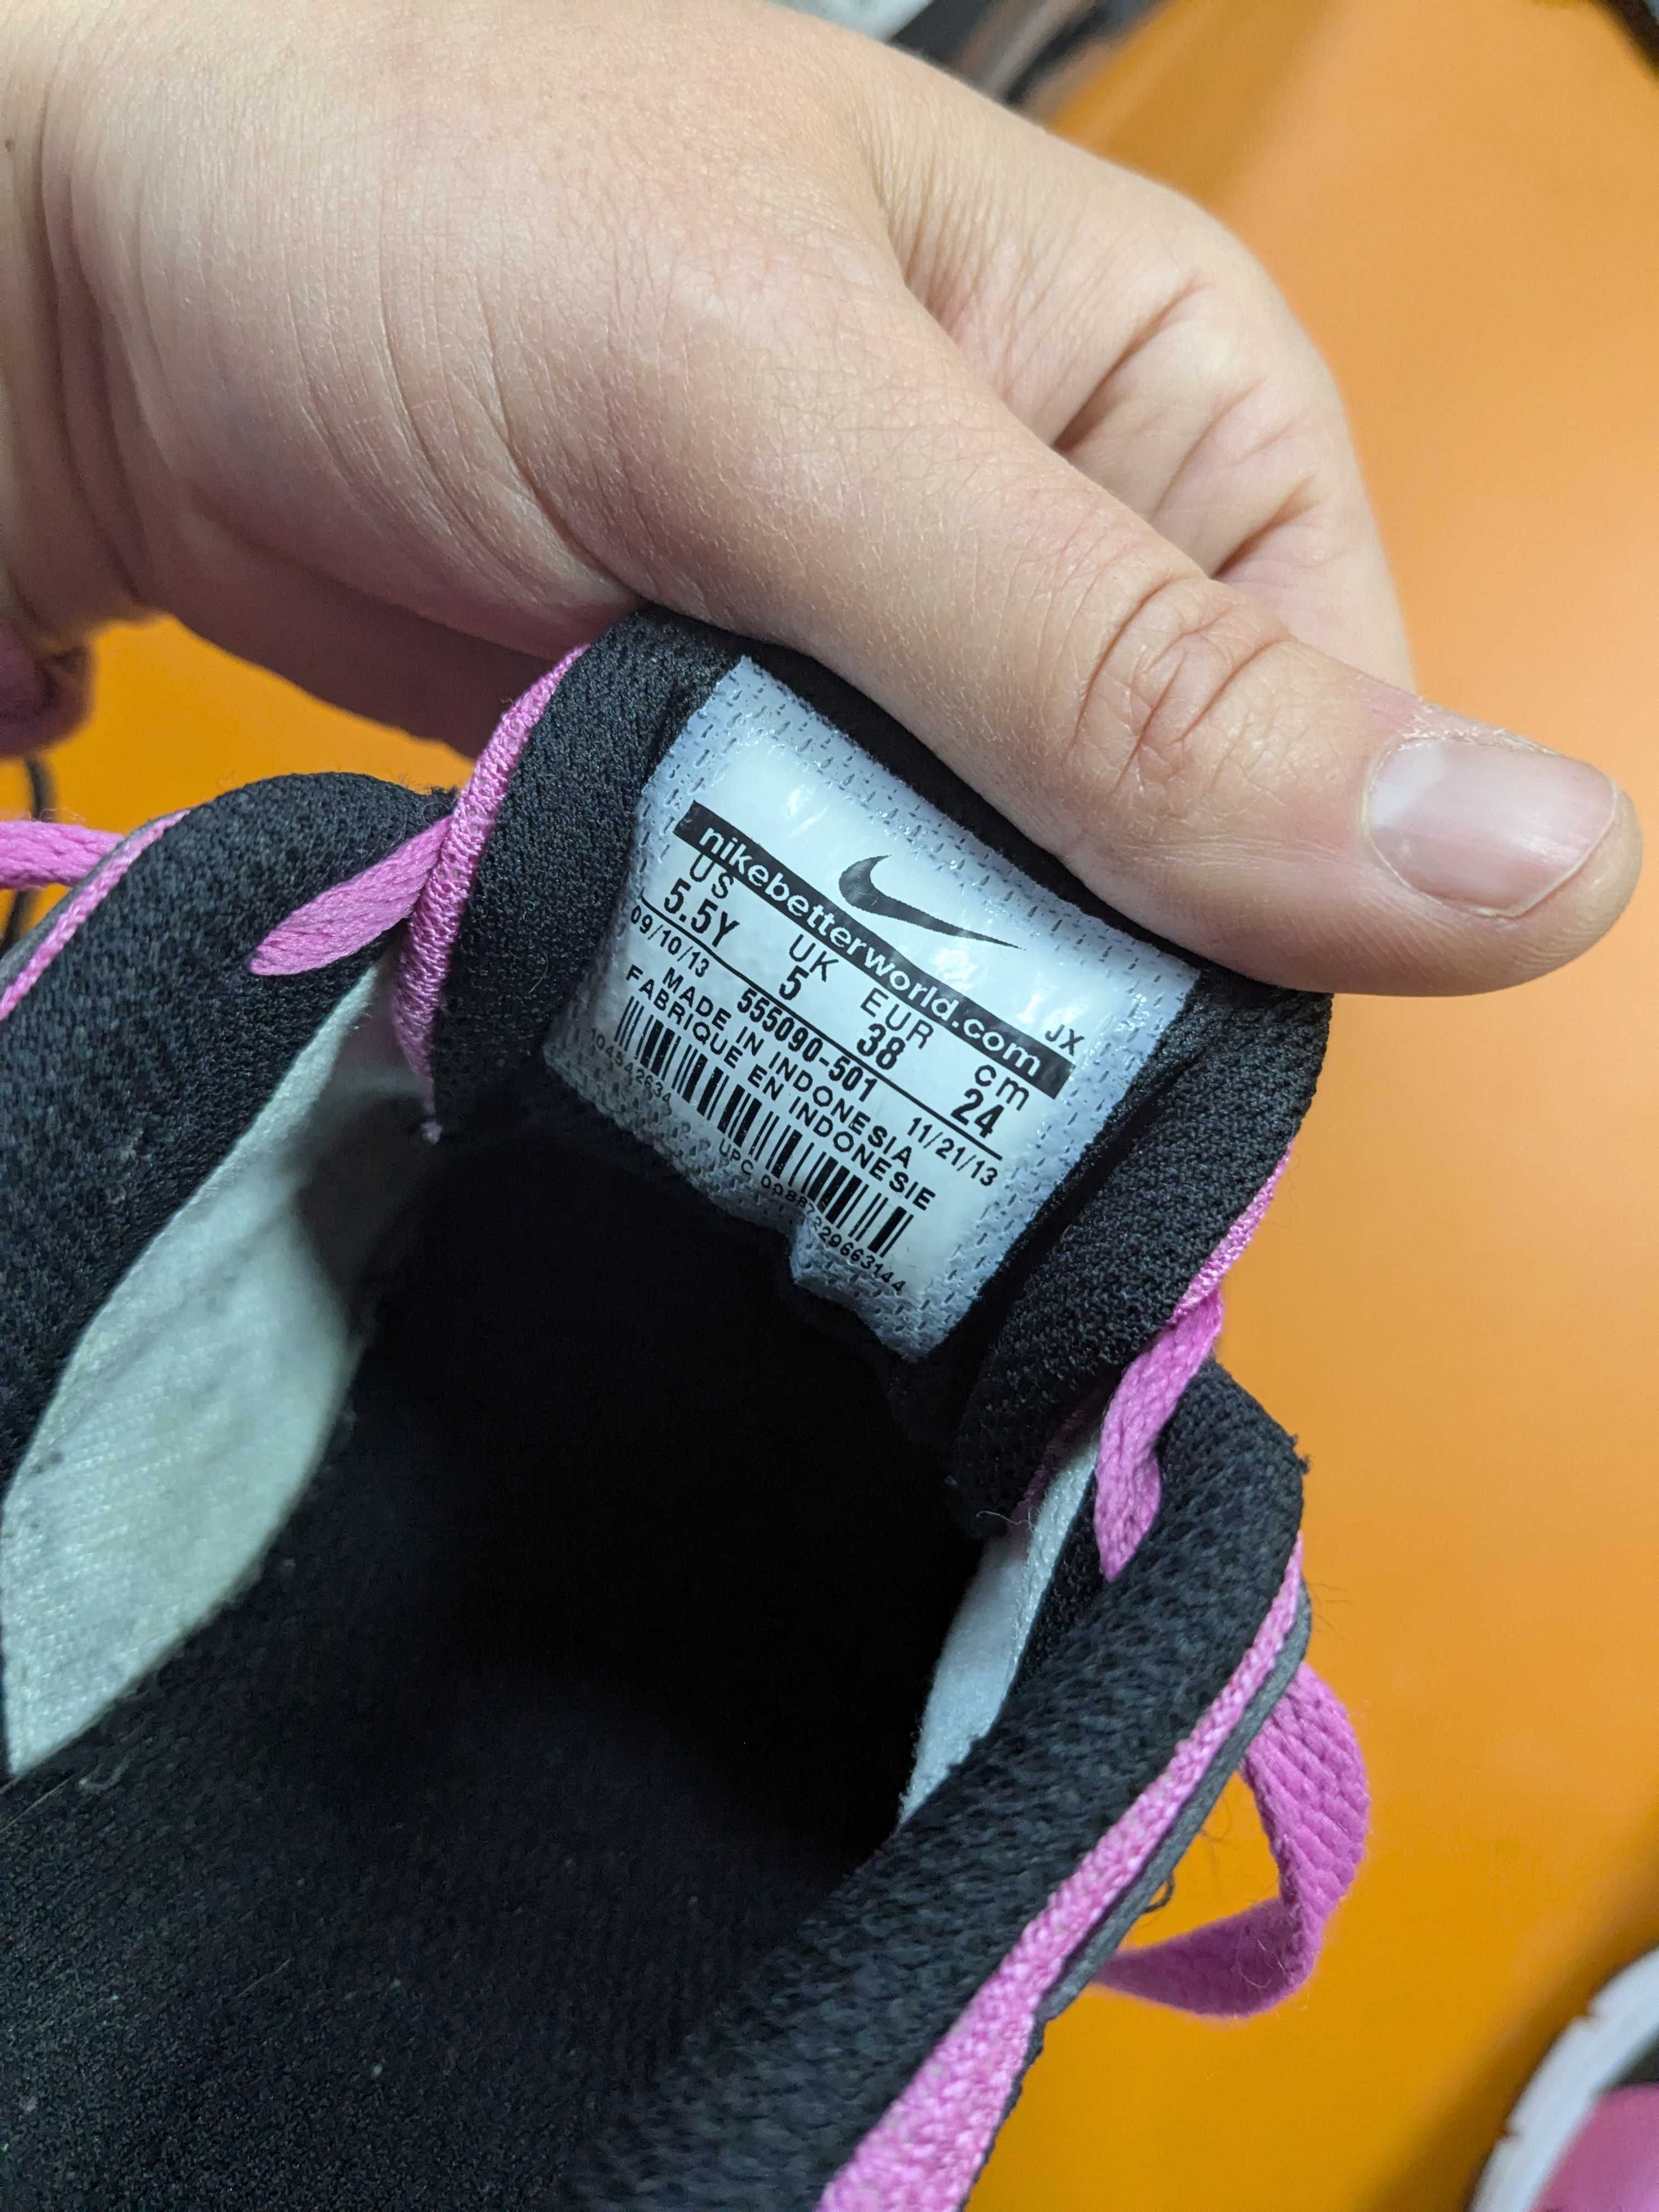 nikebetterworld.com JX
US UK EUR cm
5.5Y 5 38 24
09/10/13 555090-501 11/21/13
MADE IN INDONESIA
FABRIQUE EN INDONESIE
UPC